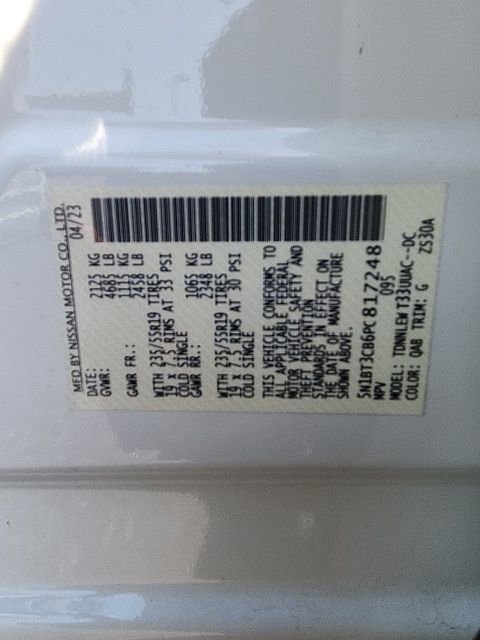 MFD BY NISSAN MOTOR CO., LTD.
DATE: 04/23
GVWR: 2125 KG
4685 LB
GAWR FR.: 1115 KG
2458 LB
WITH 235/55R19 TIRES
19 X 7.5 RIMS AT 33 PSI
COLD SINGLE
GAWR RR.: 1065 KG
2348 LB
WITH 235/55R19 TIRES
19 X 7.5 RIMS AT 30 PSI
COLD SINGLE
THIS VEHICLE CONFORMS TO
ALL APPLICABLE FEDERAL
MOTOR VEHICLE SAFETY AND
THEFT PREVENTION
STANDARDS IN EFFECT ON
THE DATE OF MANUFACTURE
SHOWN ABOVE.
5N1BT3CB6PC817248
MPV 095
MODEL: TDNNLEW T33UUAC--DC
COLOR: QAB TRIM: G ZS30A